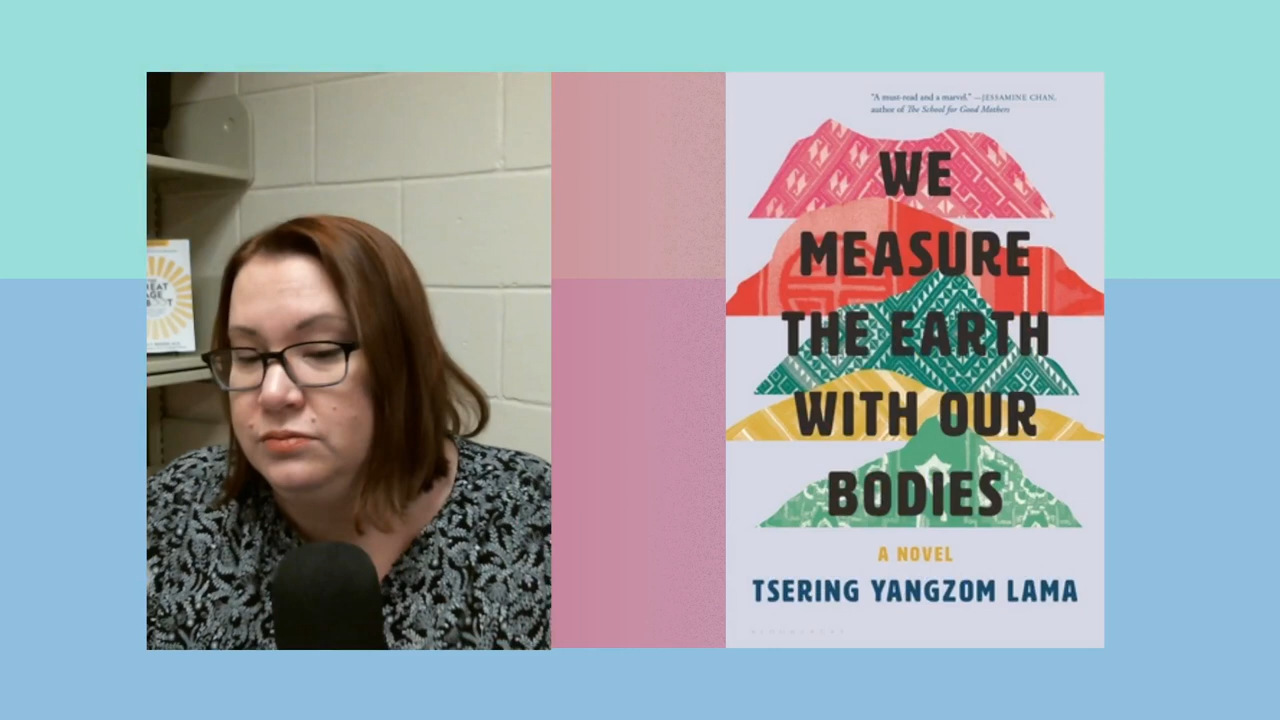 "A must-read and a marvel." —JESSAMINE CHAN,
author of The School for Good Mothers
WE
MEASURE
THE EARTH
WITH OUR
BODIES
A NOVEL
TSERING YANGZOM LAMA